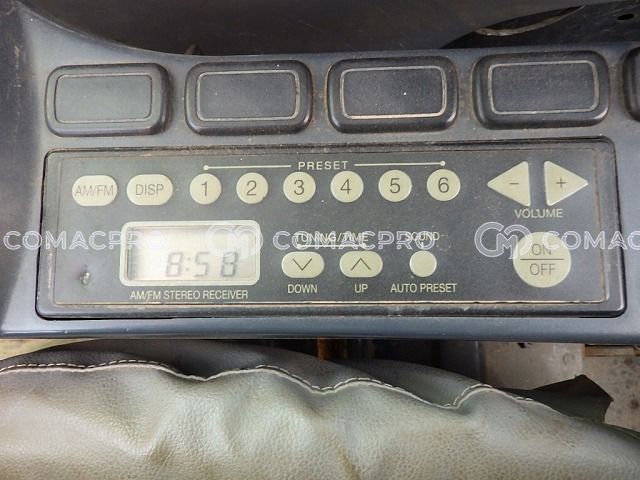 PRESET
AM/FM DISP 1 2 3 4 5 6 − +
VOLUME
COMACPRO COMACPRO COMAC
TUNING/TIME SOUND ON
8:58 OFF
DOWN UP AUTO PRESET
AM/FM STEREO RECEIVER